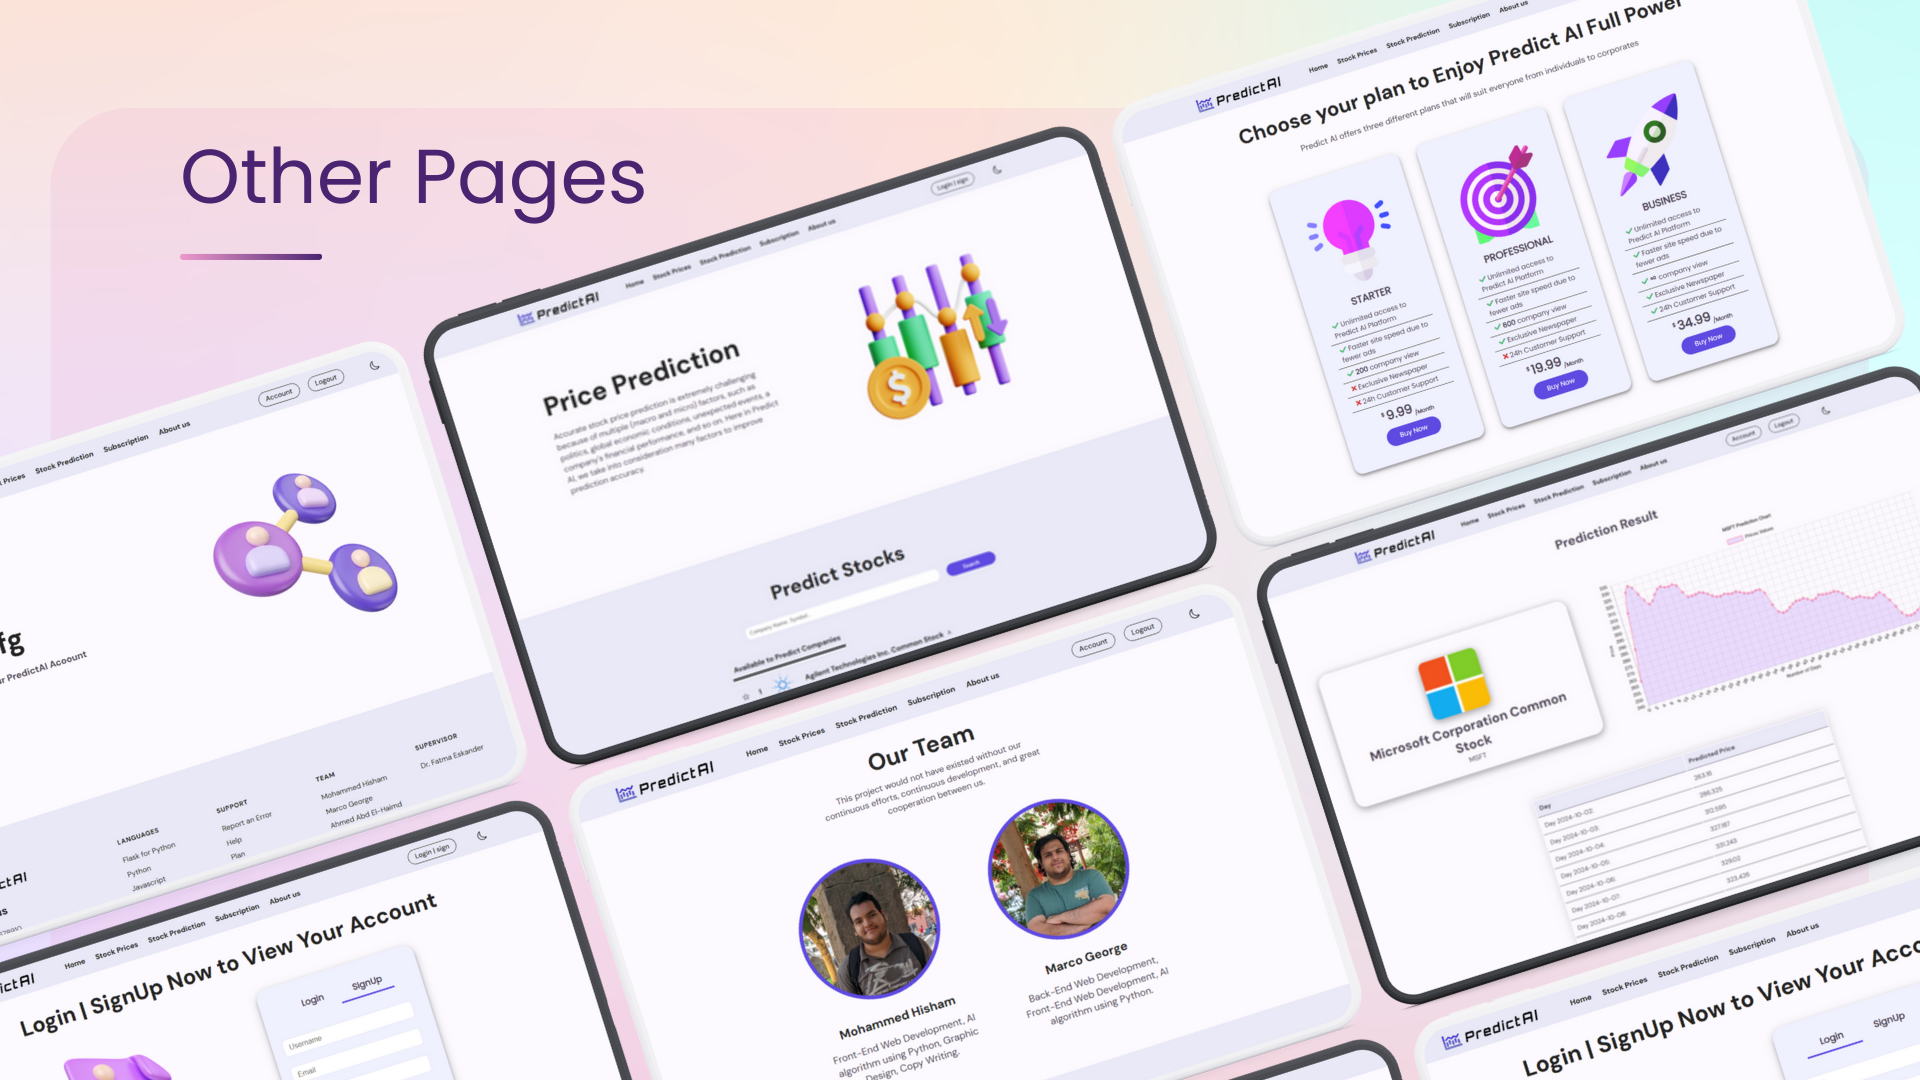 Other Pages
PredictAI
Home Stock Prices Stock Prediction Subscription About us
Choose your plan to Enjoy Predict AI Full Power
Predict AI offers three different plans that will suit everyone from individuals to corporates
STARTER
Unlimited access to
Predict AI Platform
Faster site speed due to
fewer ads
200 company view
Exclusive Newspaper
24h Customer Support
$ 9.99 /Month
Buy Now
PROFESSIONAL
Unlimited access to
Predict AI Platform
Faster site speed due to
fewer ads
600 company view
Exclusive Newspaper
24h Customer Support
$ 19.99 /Month
Buy Now
BUSINESS
Unlimited access to
Predict AI Platform
Faster site speed due to
fewer ads
company view
Exclusive Newspaper
24h Customer Support
$ 34.99 /Month
Buy Now
PredictAI
Home Stock Prices Stock Prediction Subscription About us
Login | sign
Price Prediction
Accurate stock price prediction is extremely challenging
because of multiple (macro and micro) factors, such as
politics, global economic conditions, unexpected events, a
company's financial performance, and so on. Here in Predict
AI, we take into consideration many factors to improve
prediction accuracy.
Predict Stocks
Company Name, Symbol...
Search
Available to Predict Companies
1 Agilent Technologies Inc. Common Stock A
Prices Stock Prediction Subscription About us
Account Logout
fg
r PredictAI Acoount
LANGUAGES
Flask for Python
Python
Javascript
SUPPORT
Report an Error
Help
Plan
TEAM
Mohammed Hisham
Marco George
Ahmed Abd El-Haimd
SUPERVISOR
Dr. Fatma Eskander
PredictAI
Home Stock Prices Stock Prediction Subscription About us
Account Logout
Prediction Result
MSFT Prediction Chart
Prices Values
Number of Days
Microsoft Corporation Common
Stock
MSFT
Day Predicted Price
Day 2024-10-02: 263.16
Day 2024-10-03: 286.325
Day 2024-10-04: 312.595
Day 2024-10-05: 327.187
Day 2024-10-06: 331.243
Day 2024-10-07: 329.02
Day 2024-10-08: 323.426
PredictAI
Home Stock Prices Stock Prediction Subscription About us
Account Logout
Our Team
This project would not have existed without our
continuous efforts, continuous development, and great
cooperation between us.
Mohammed Hisham
Front-End Web Development, AI
algorithm using Python, Graphic
Design, Copy Writing.
Marco George
Back-End Web Development,
Front-End Web Development, AI
algorithm using Python.
Home Stock Prices Stock Prediction Subscription About us
Login | sign
Login | SignUp Now to View Your Account
Login SignUp
Username
Email
PredictAI
Home Stock Prices Stock Prediction Subscription About us
Login | SignUp Now to View Your Acco
Login SignUp